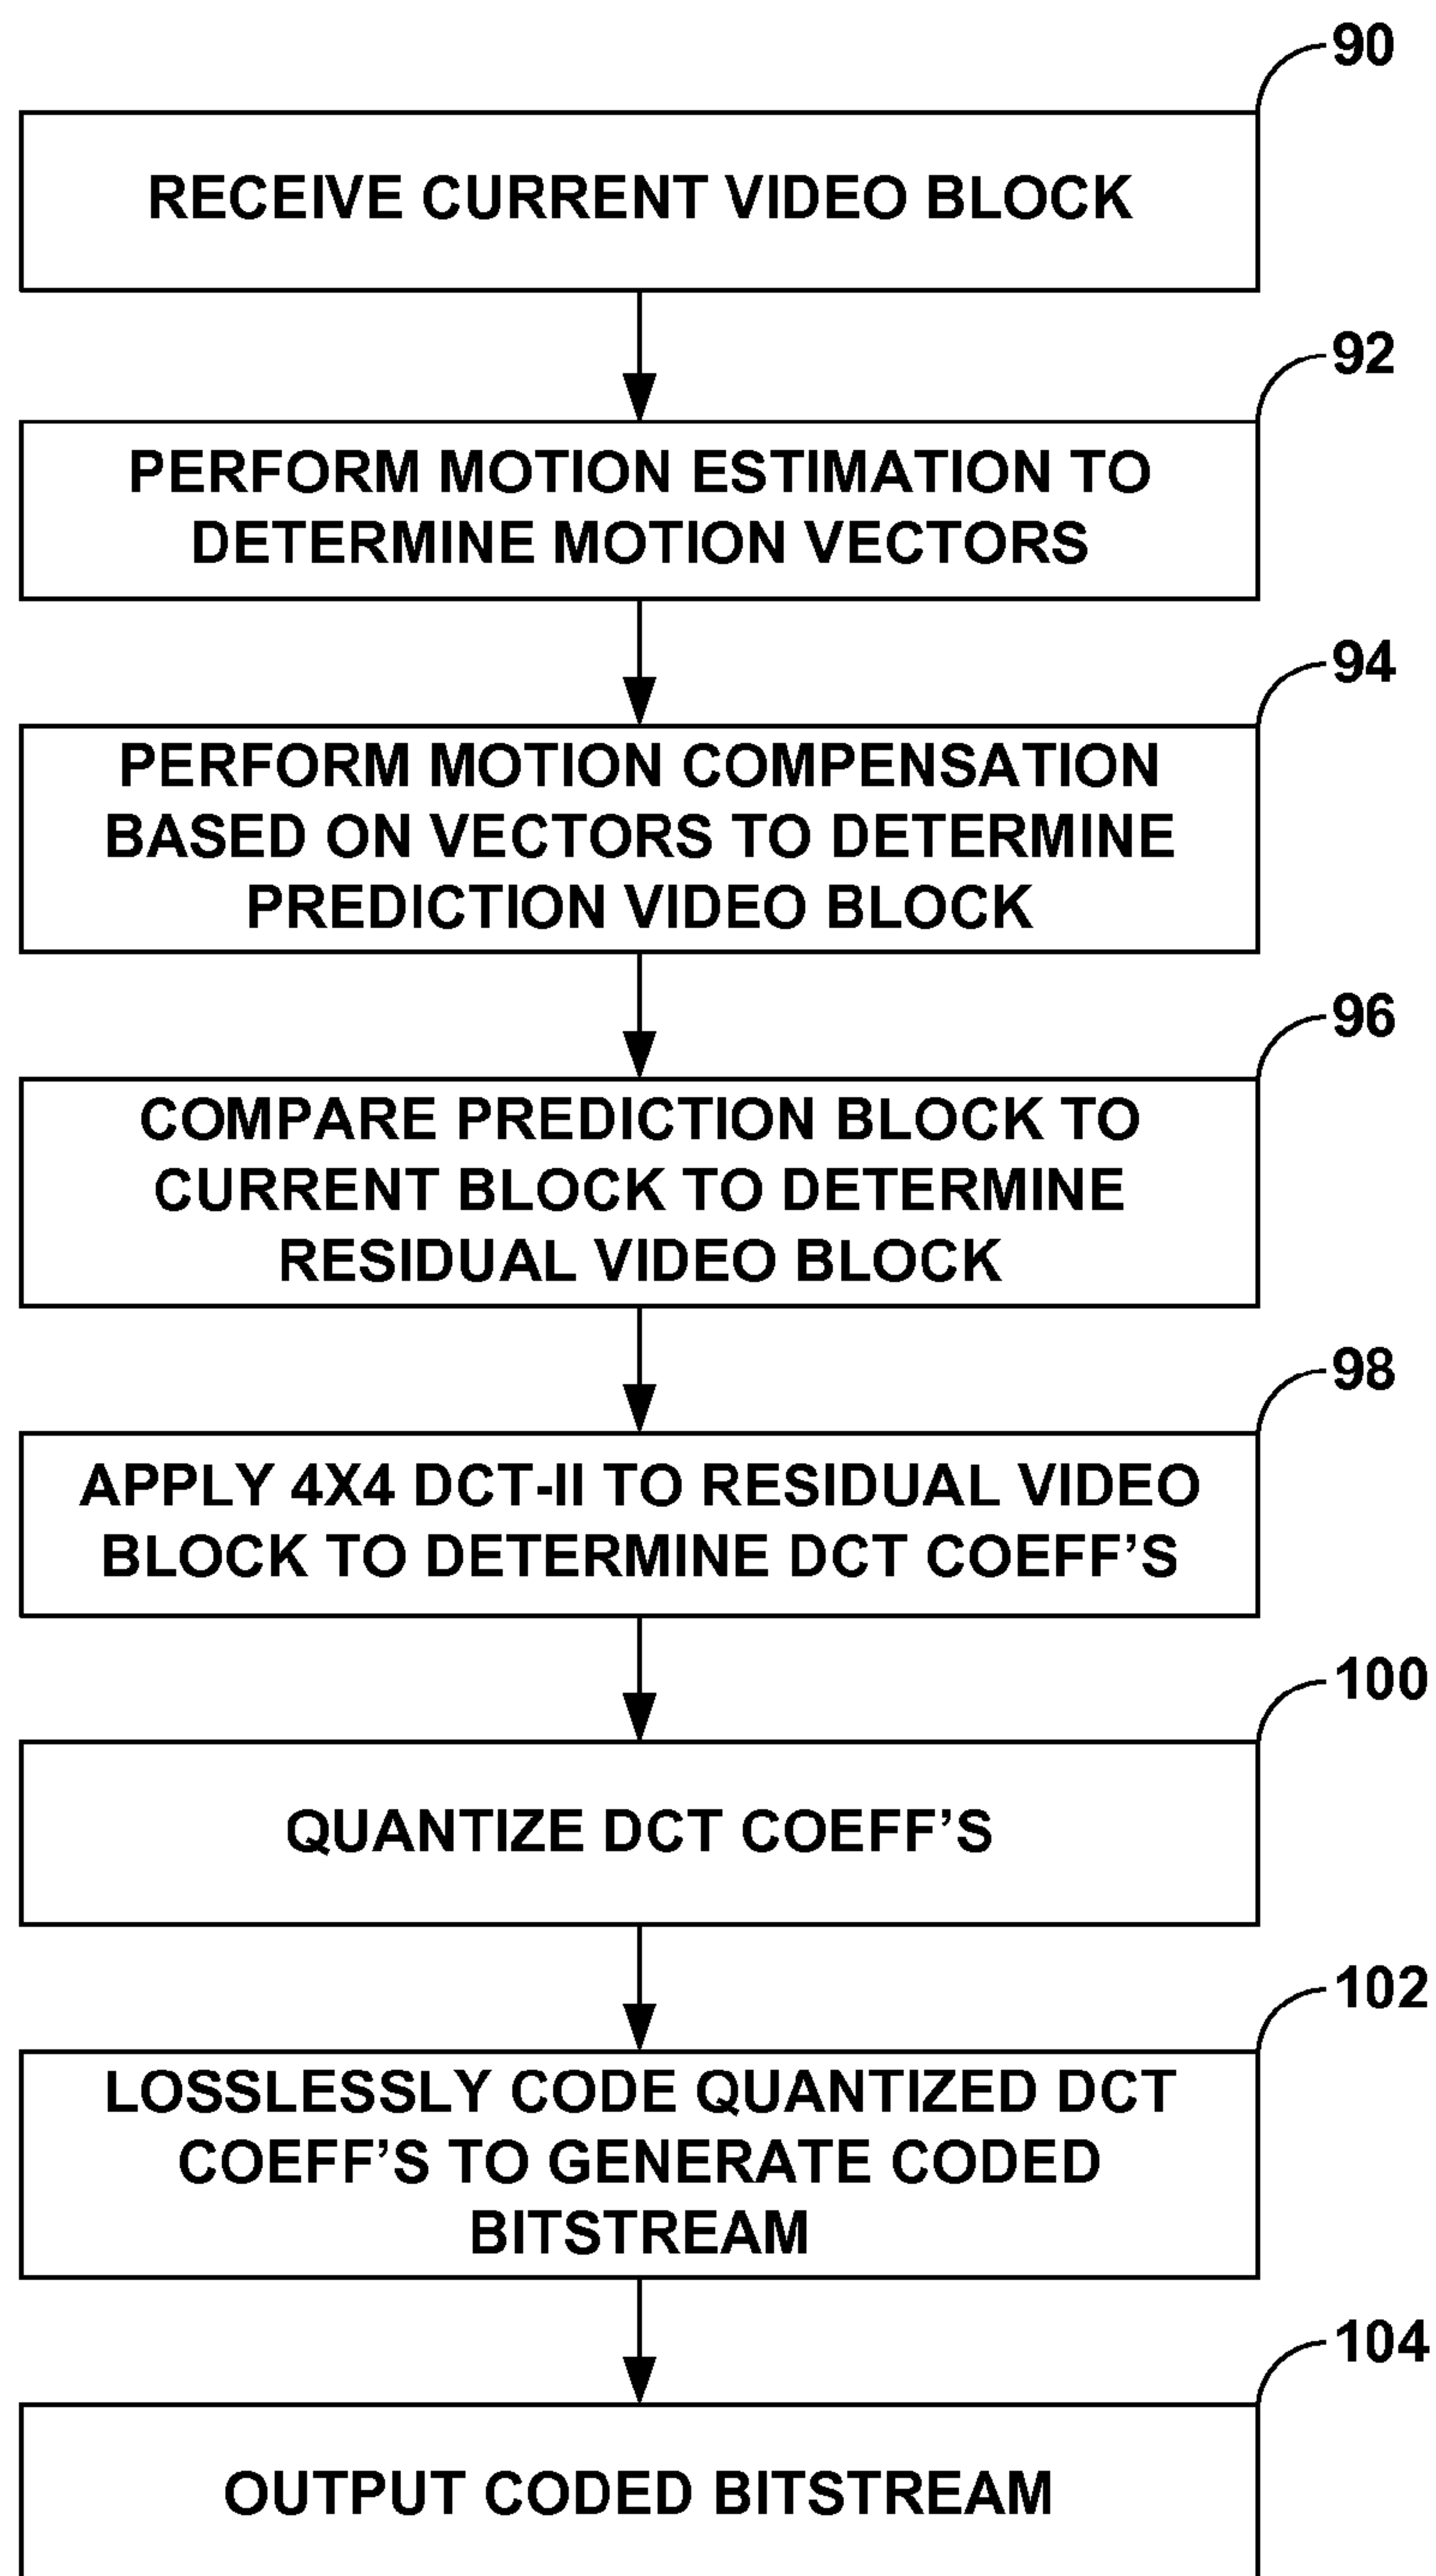 90
RECEIVE CURRENT VIDEO BLOCK
92
PERFORM MOTION ESTIMATION TO
DETERMINE MOTION VECTORS
94
PERFORM MOTION COMPENSATION
BASED ON VECTORS TO DETERMINE
PREDICTION VIDEO BLOCK
96
COMPARE PREDICTION BLOCK TO
CURRENT BLOCK TO DETERMINE
RESIDUAL VIDEO BLOCK
98
APPLY 4X4 DCT-II TO RESIDUAL VIDEO
BLOCK TO DETERMINE DCT COEFF’S
100
QUANTIZE DCT COEFF’S
102
LOSSLESSLY CODE QUANTIZED DCT
COEFF’S TO GENERATE CODED
BITSTREAM
104
OUTPUT CODED BITSTREAM